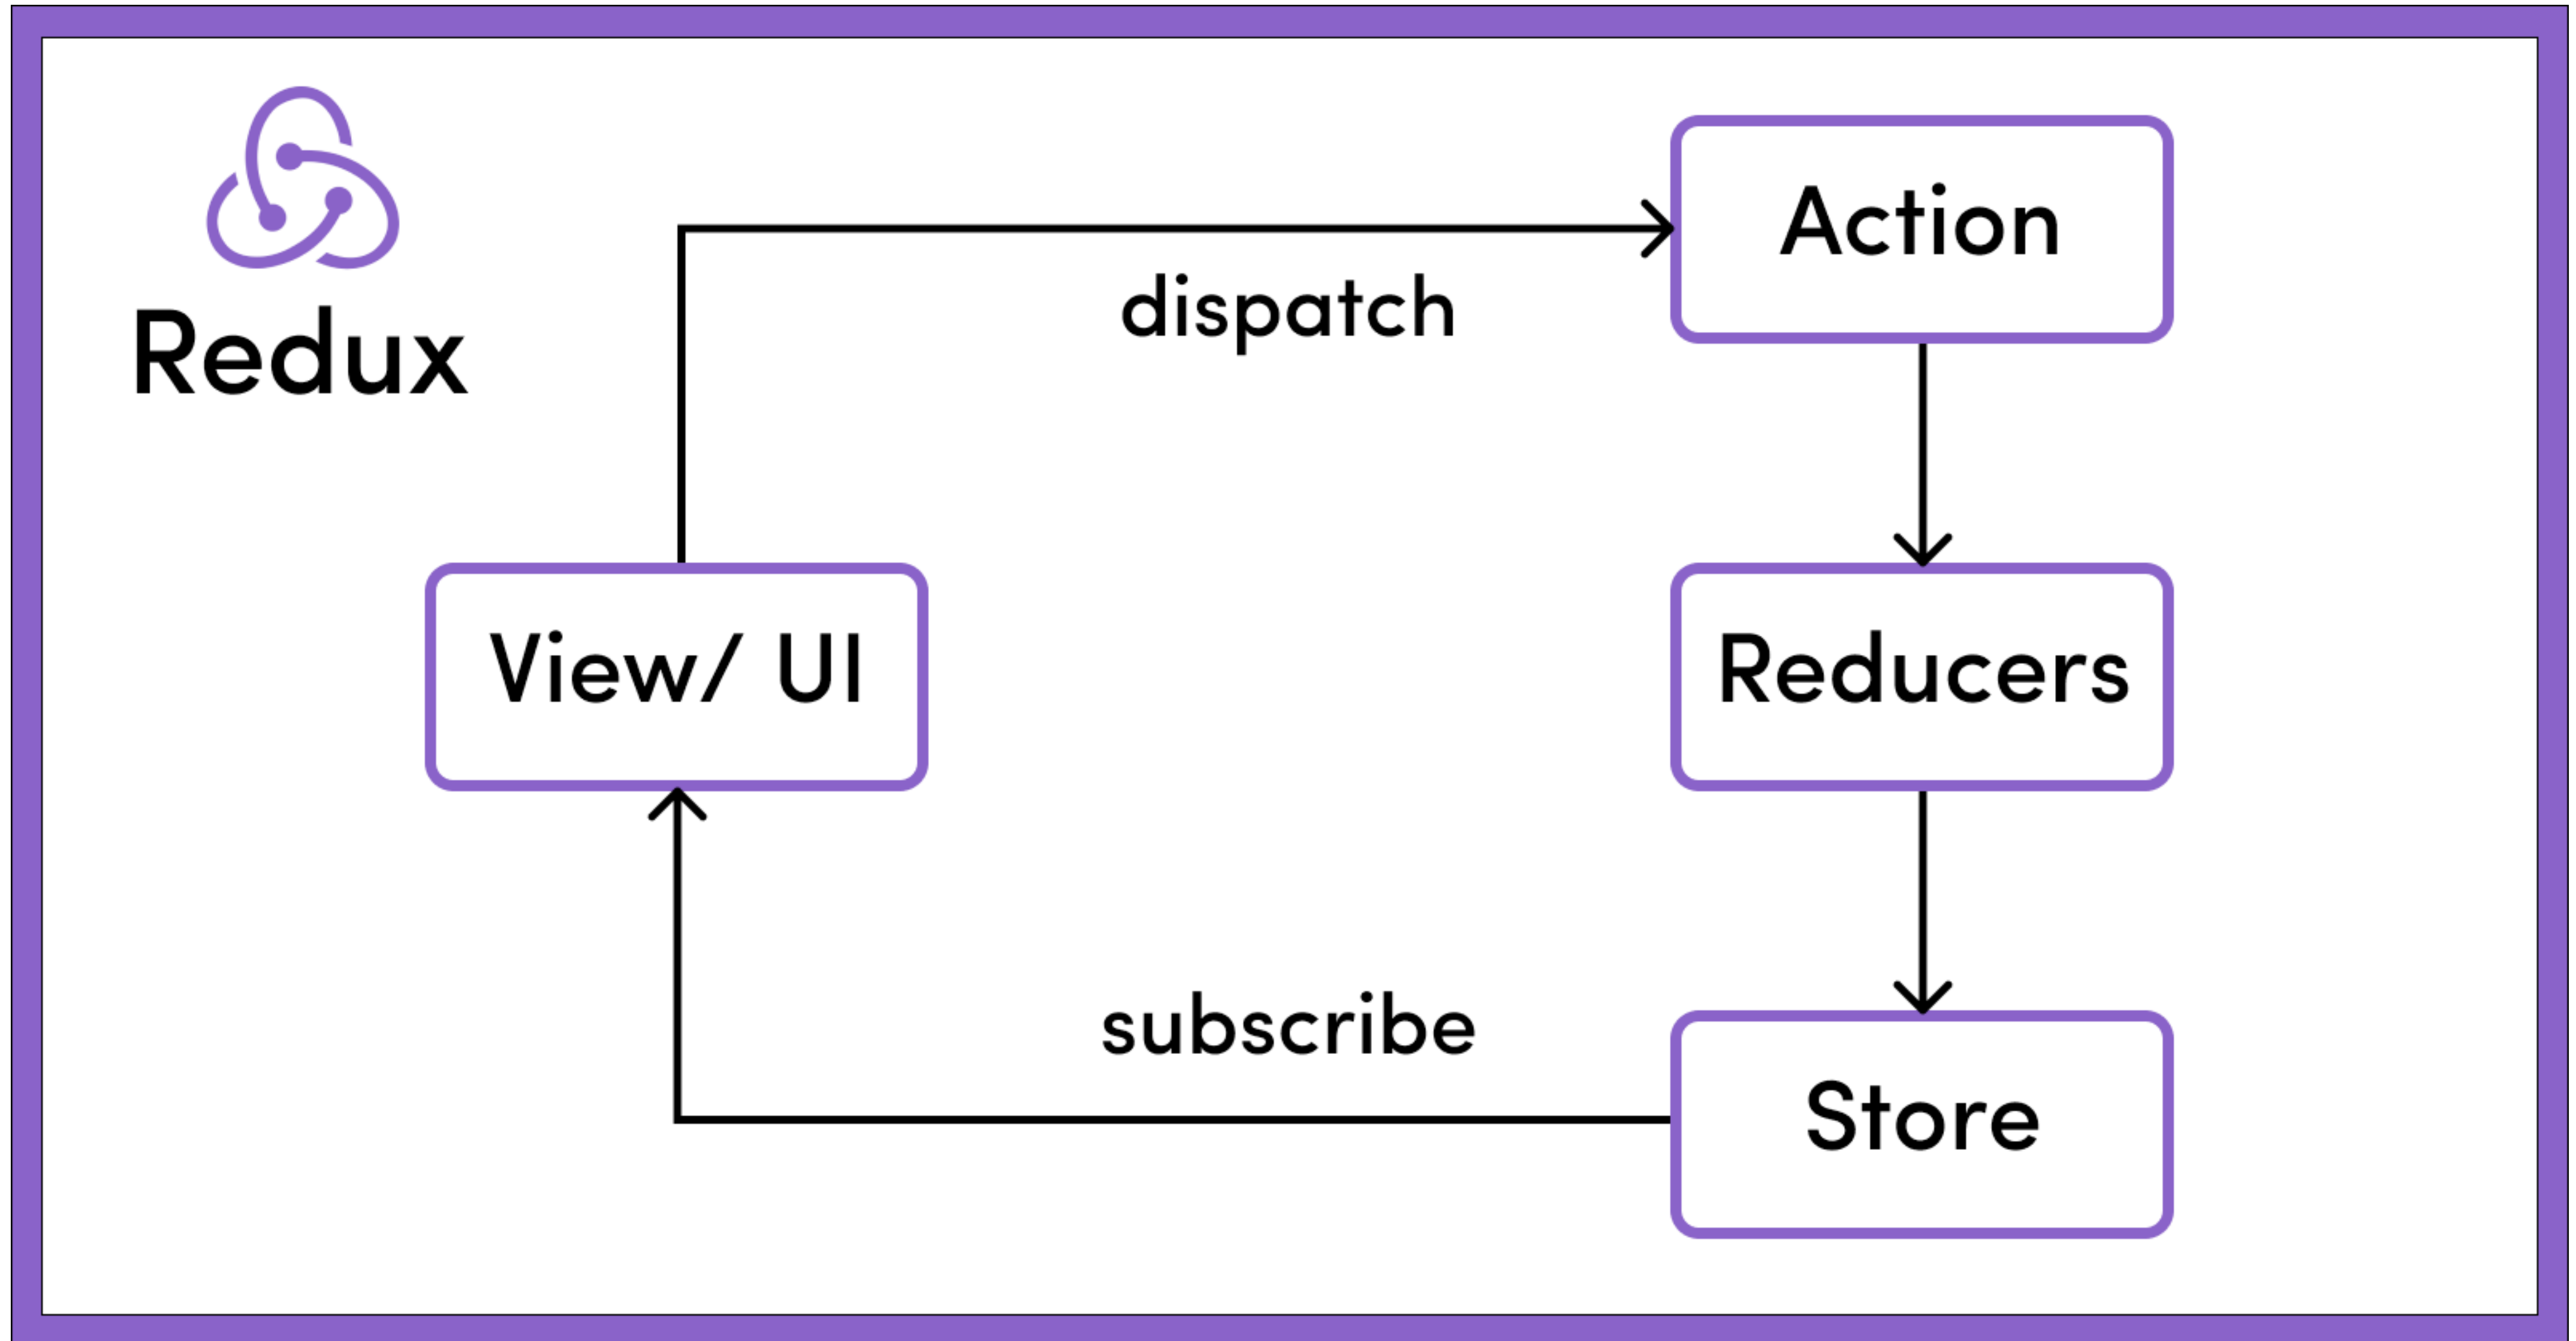 Redux
Action
dispatch
View/ UI
Reducers
subscribe
Store